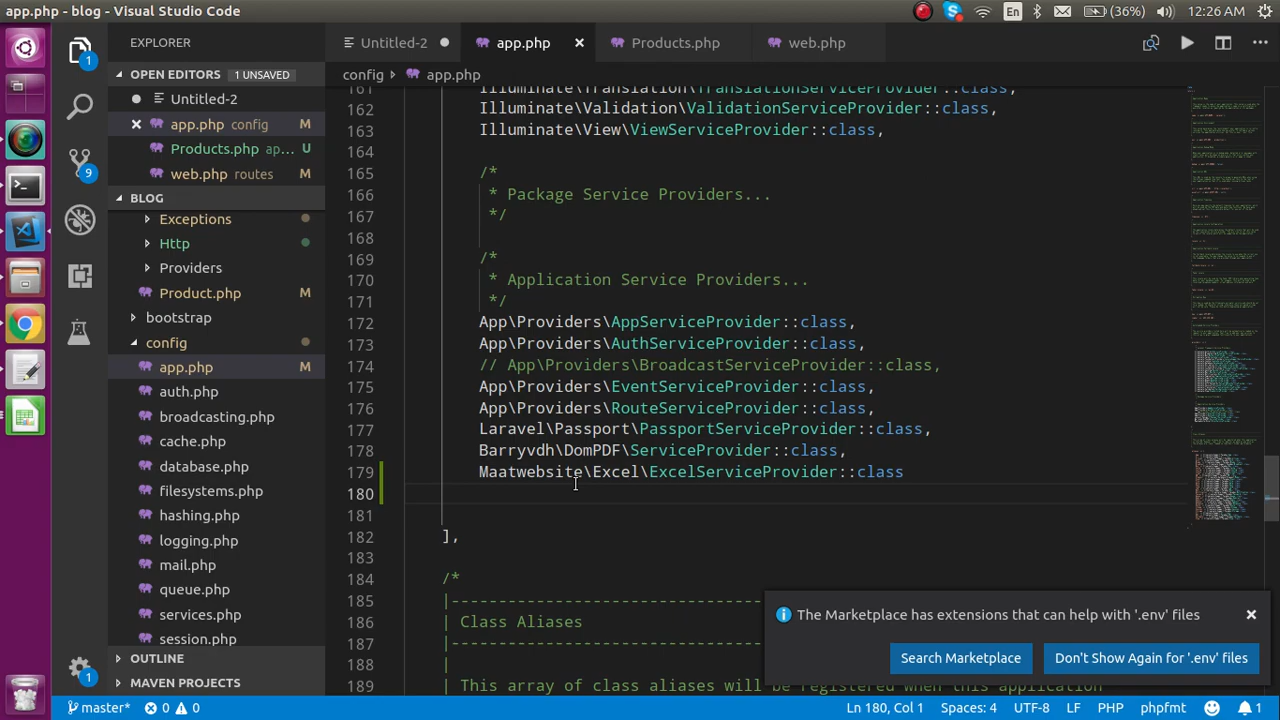 app.php - blog - Visual Studio Code
En
(36%)
12:26 AM
EXPLORER
Untitled-2
app.php
Products.php
web.php
config
app.php
OPEN EDITORS
1 UNSAVED
Untitled-2
app.php config M
Products.php ap... U
web.php routes M
BLOG
Exceptions
Http
Providers
Product.php M
bootstrap
config
app.php M
auth.php
broadcasting.php
cache.php
database.php
filesystems.php
hashing.php
logging.php
mail.php
queue.php
services.php
session.php
OUTLINE
MAVEN PROJECTS
1
9
1
161 Illuminate\Translation\TranslationServiceProvider::class,
162 Illuminate\Validation\ValidationServiceProvider::class,
163 Illuminate\View\ViewServiceProvider::class,
164
165 /*
166 * Package Service Providers...
167 */
168
169 /*
170 * Application Service Providers...
171 */
172 App\Providers\AppServiceProvider::class,
173 App\Providers\AuthServiceProvider::class,
174 // App\Providers\BroadcastServiceProvider::class,
175 App\Providers\EventServiceProvider::class,
176 App\Providers\RouteServiceProvider::class,
177 Laravel\Passport\PassportServiceProvider::class,
178 Barryvdh\DomPDF\ServiceProvider::class,
179 Maatwebsite\Excel\ExcelServiceProvider::class
180
181
182 ],
183
184 /*
185 |----------------------------------
186 | Class Aliases
187 |----------------------------------
188 |
189 | This array of class aliases will be registered when this application
The Marketplace has extensions that can help with '.env' files
Search Marketplace
Don't Show Again for '.env' files
master*
0
0
Ln 180, Col 1
Spaces: 4
UTF-8
LF
PHP
phpfmt
1